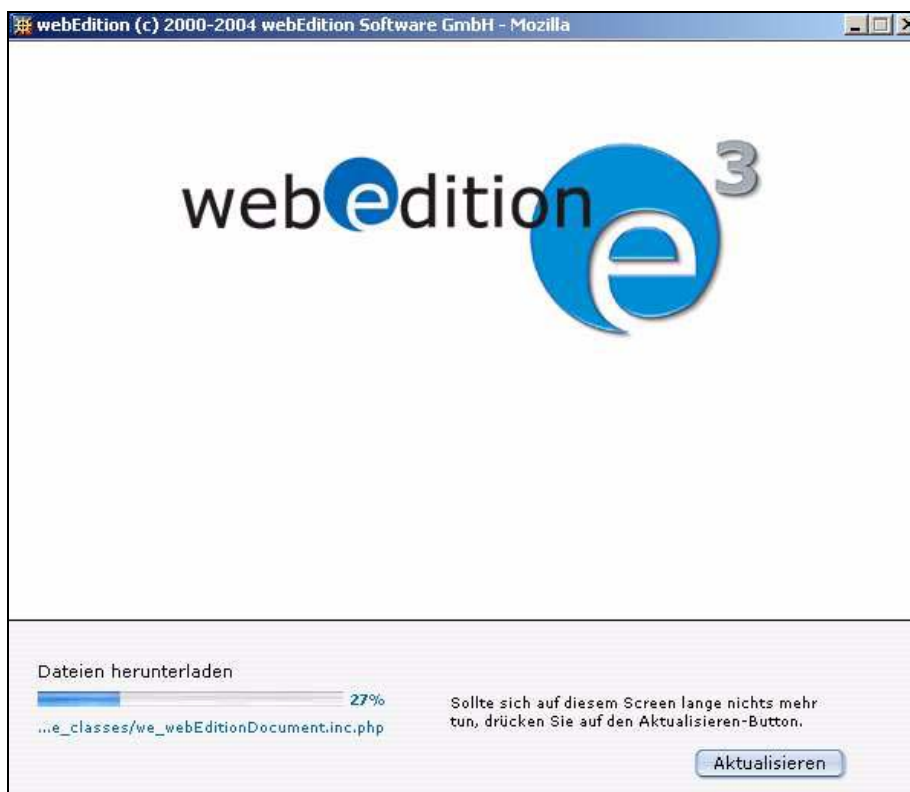 webEdition (c) 2000-2004 webEdition Software GmbH - Mozilla
webedition e 3
Dateien herunterladen
27%
...e_classes/we_webEditionDocument.inc.php
Sollte sich auf diesem Screen lange nichts mehr
tun, drücken Sie auf den Aktualisieren-Button.
Aktualisieren